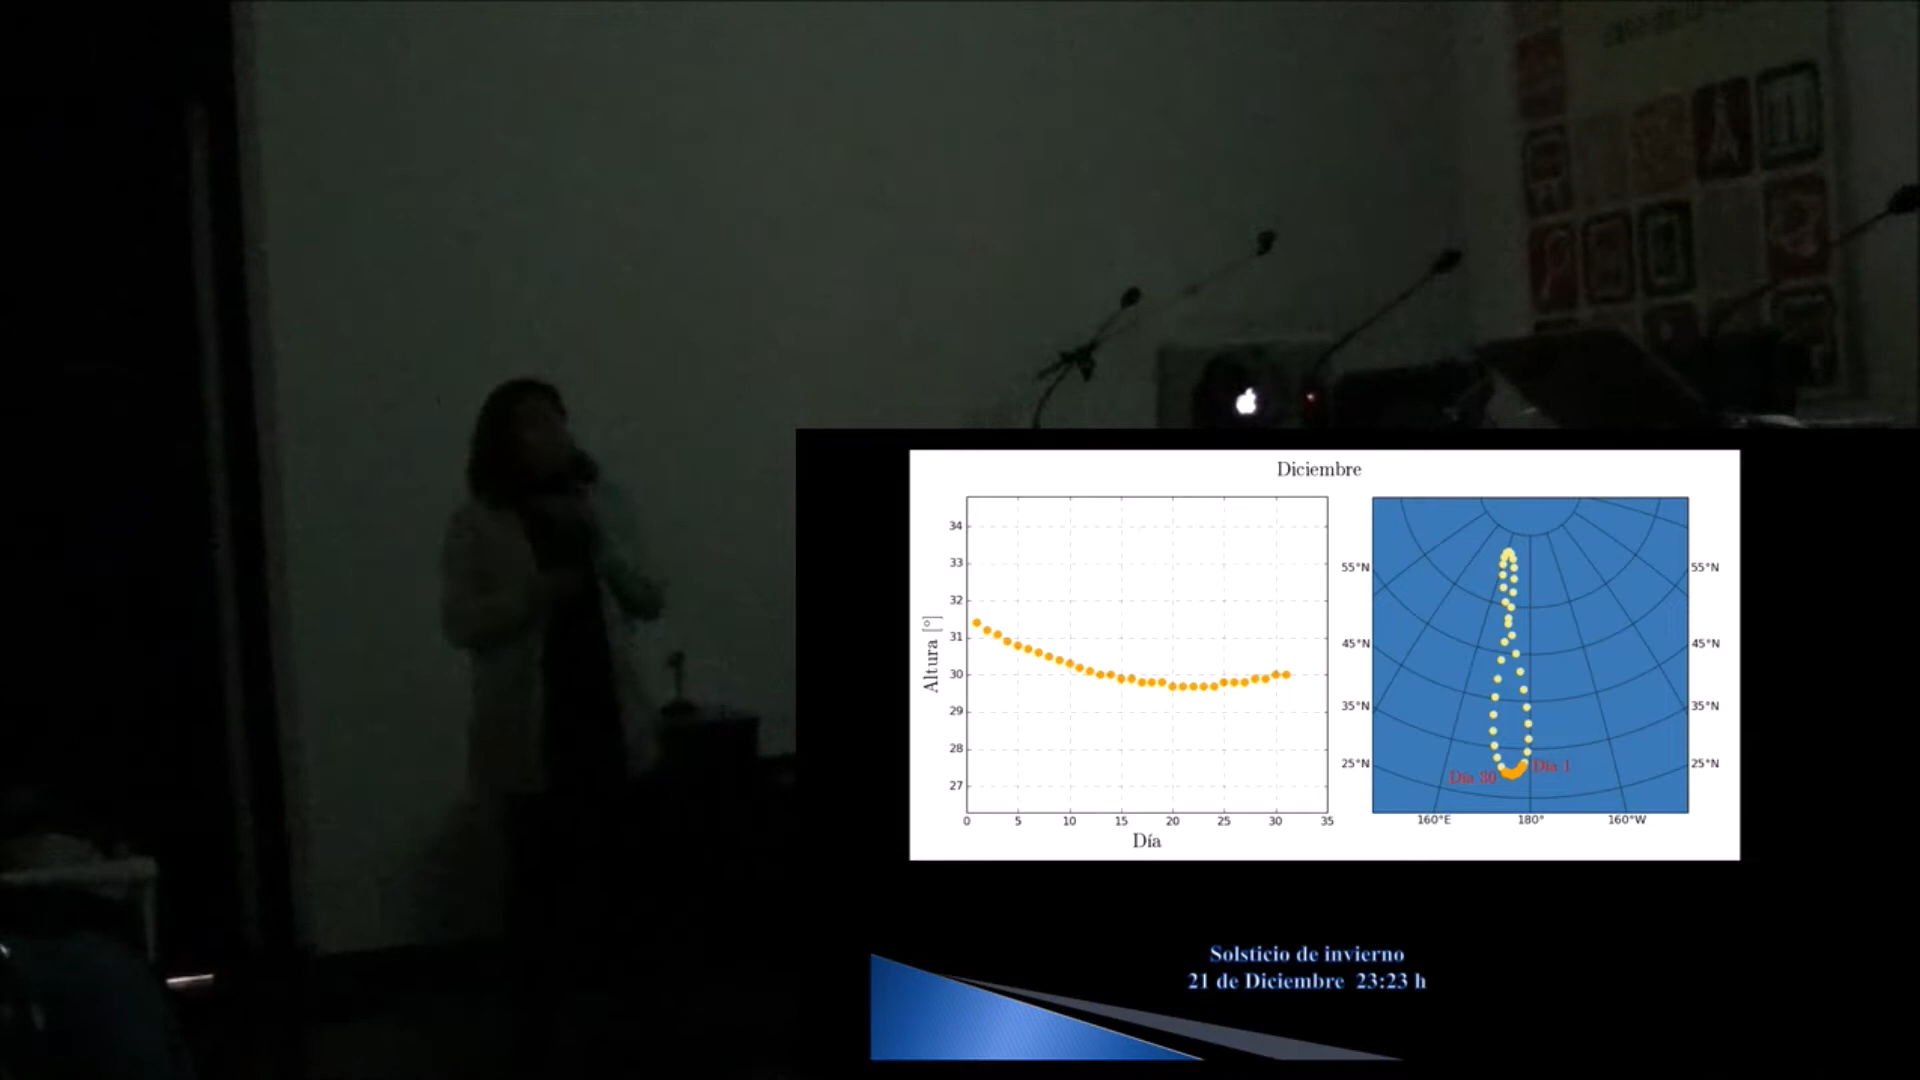 Diciembre
34
33
32
31
30
29
28
27
Altura [°]
0 5 10 15 20 25 30 35
Día
55°N 55°N
45°N 45°N
35°N 35°N
25°N 25°N
Día 30 Día 1
160°E 180° 160°W
Solsticio de invierno
21 de Diciembre 23:23 h